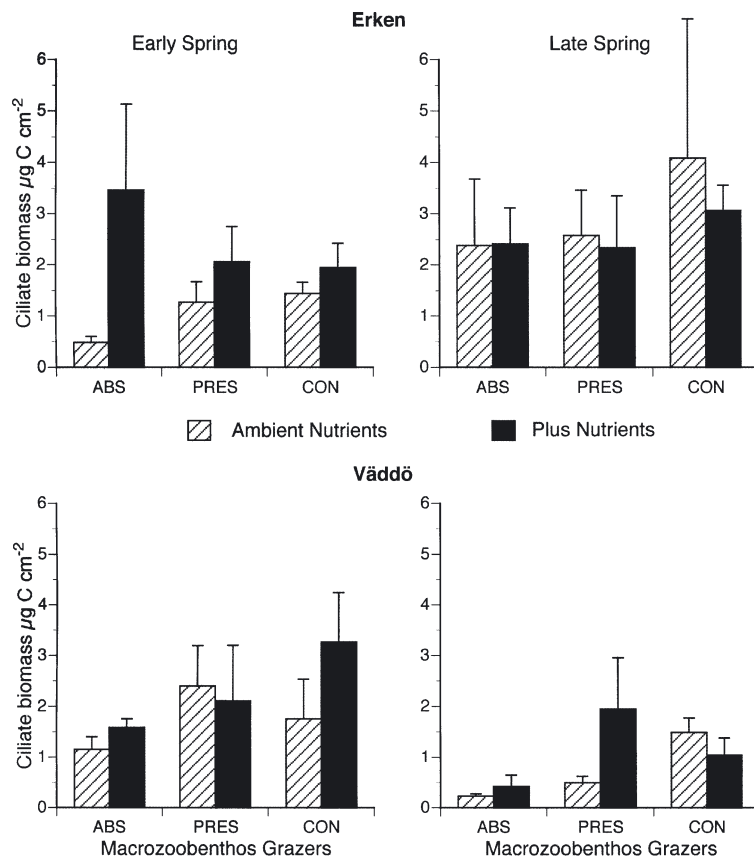 Erken
Early Spring
Late Spring
Ciliate biomass µg C cm-2
6
5
4
3
2
1
0
ABS
PRES
CON
6
5
4
3
2
1
0
ABS
PRES
CON
Ambient Nutrients
Plus Nutrients
Väddö
Ciliate biomass µg C cm-2
6
5
4
3
2
1
0
ABS
PRES
CON
Macrozoobenthos Grazers
6
5
4
3
2
1
0
ABS
PRES
CON
Macrozoobenthos Grazers